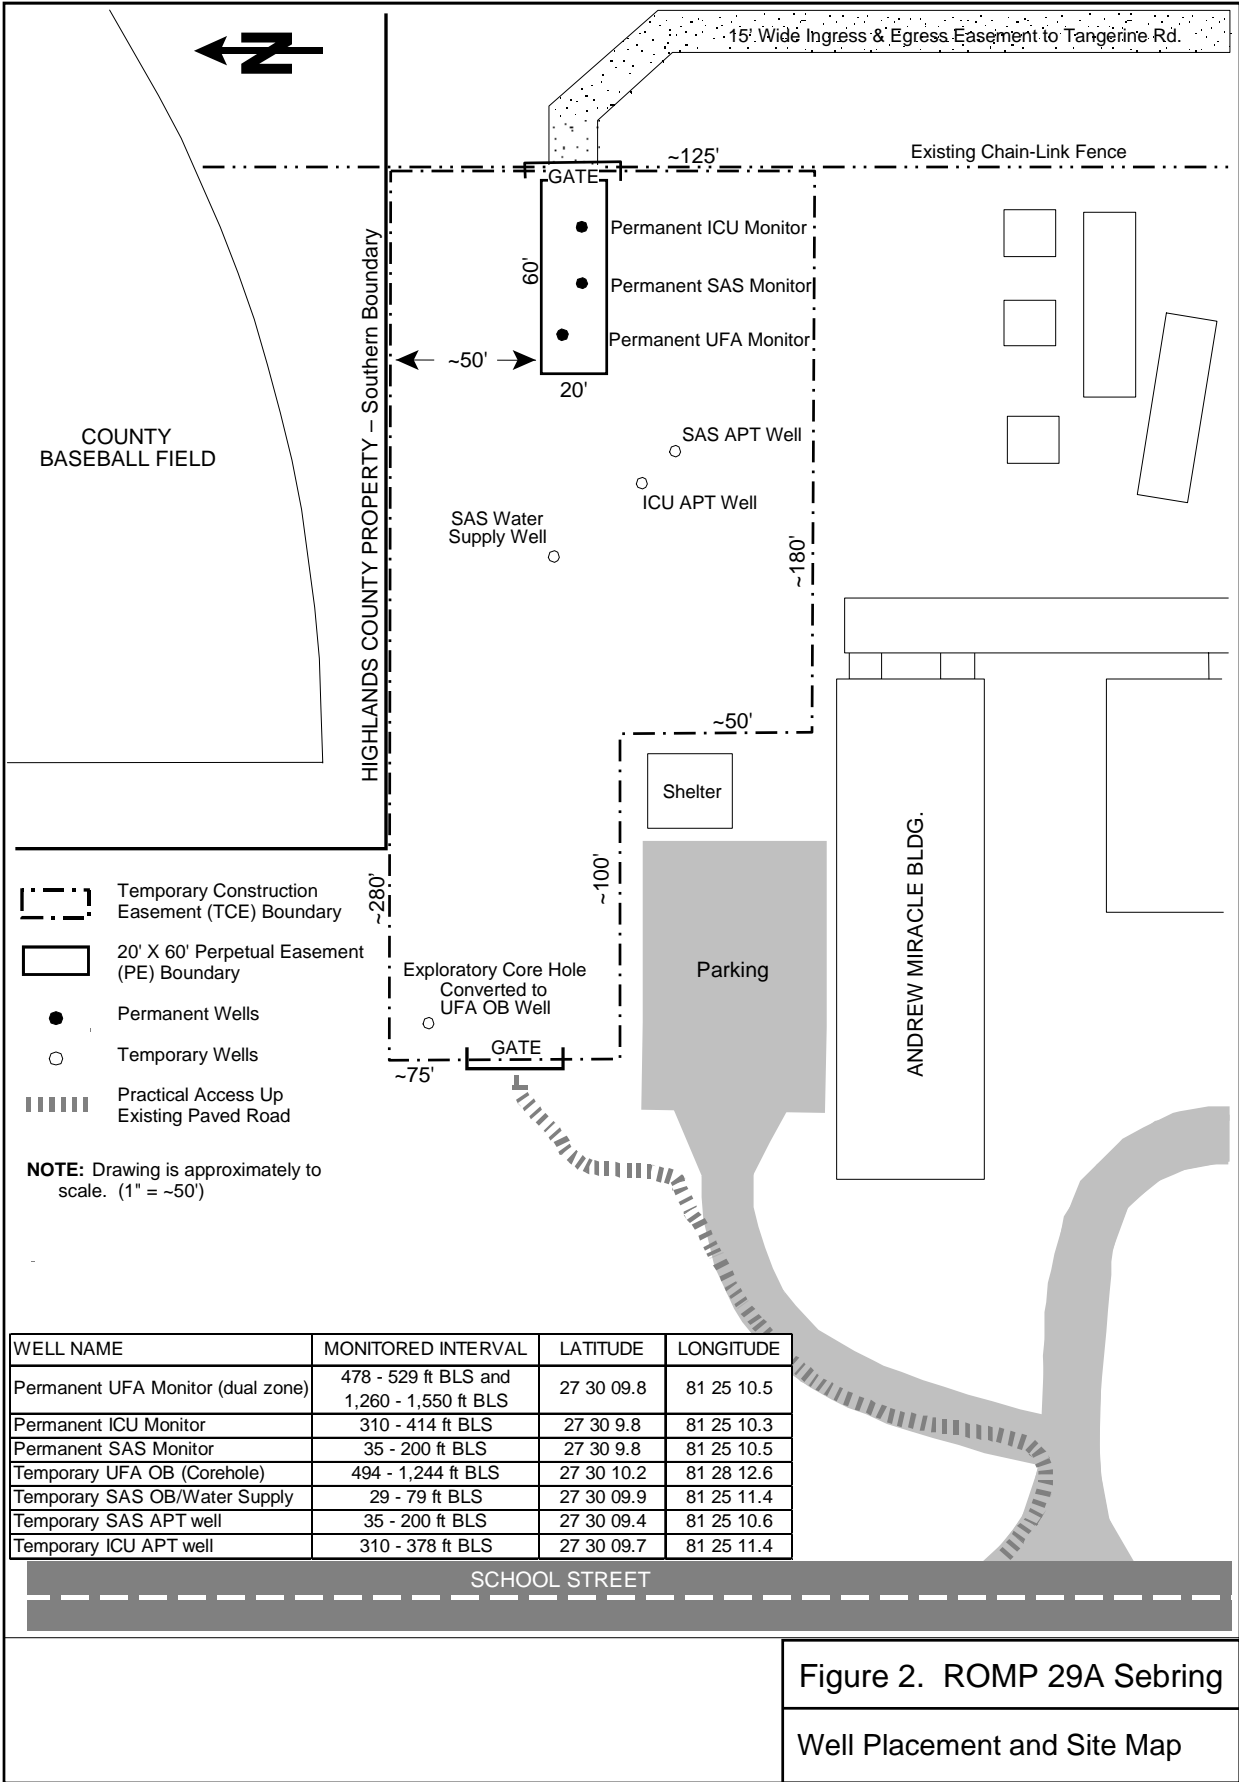 N
15' Wide Ingress & Egress Easement to Tangerine Rd.
~125'
Existing Chain-Link Fence
GATE
Permanent ICU Monitor
60'
Permanent SAS Monitor
Permanent UFA Monitor
~50'
20'
HIGHLANDS COUNTY PROPERTY – Southern Boundary
COUNTY
BASEBALL FIELD
SAS APT Well
ICU APT Well
SAS Water
Supply Well
~180'
~50'
Shelter
~100'
~280'
Parking
ANDREW MIRACLE BLDG.
Exploratory Core Hole
Converted to
UFA OB Well
GATE
~75'
Temporary Construction
Easement (TCE) Boundary
20' X 60' Perpetual Easement
(PE) Boundary
Permanent Wells
Temporary Wells
Practical Access Up
Existing Paved Road
NOTE: Drawing is approximately to
scale. (1" = ~50')
WELL NAME MONITORED INTERVAL LATITUDE LONGITUDE
Permanent UFA Monitor (dual zone) 478 - 529 ft BLS and 1,260 - 1,550 ft BLS 27 30 09.8 81 25 10.5
Permanent ICU Monitor 310 - 414 ft BLS 27 30 9.8 81 25 10.3
Permanent SAS Monitor 35 - 200 ft BLS 27 30 9.8 81 25 10.5
Temporary UFA OB (Corehole) 494 - 1,244 ft BLS 27 30 10.2 81 28 12.6
Temporary SAS OB/Water Supply 29 - 79 ft BLS 27 30 09.9 81 25 11.4
Temporary SAS APT well 35 - 200 ft BLS 27 30 09.4 81 25 10.6
Temporary ICU APT well 310 - 378 ft BLS 27 30 09.7 81 25 11.4
SCHOOL STREET
Figure 2. ROMP 29A Sebring
Well Placement and Site Map